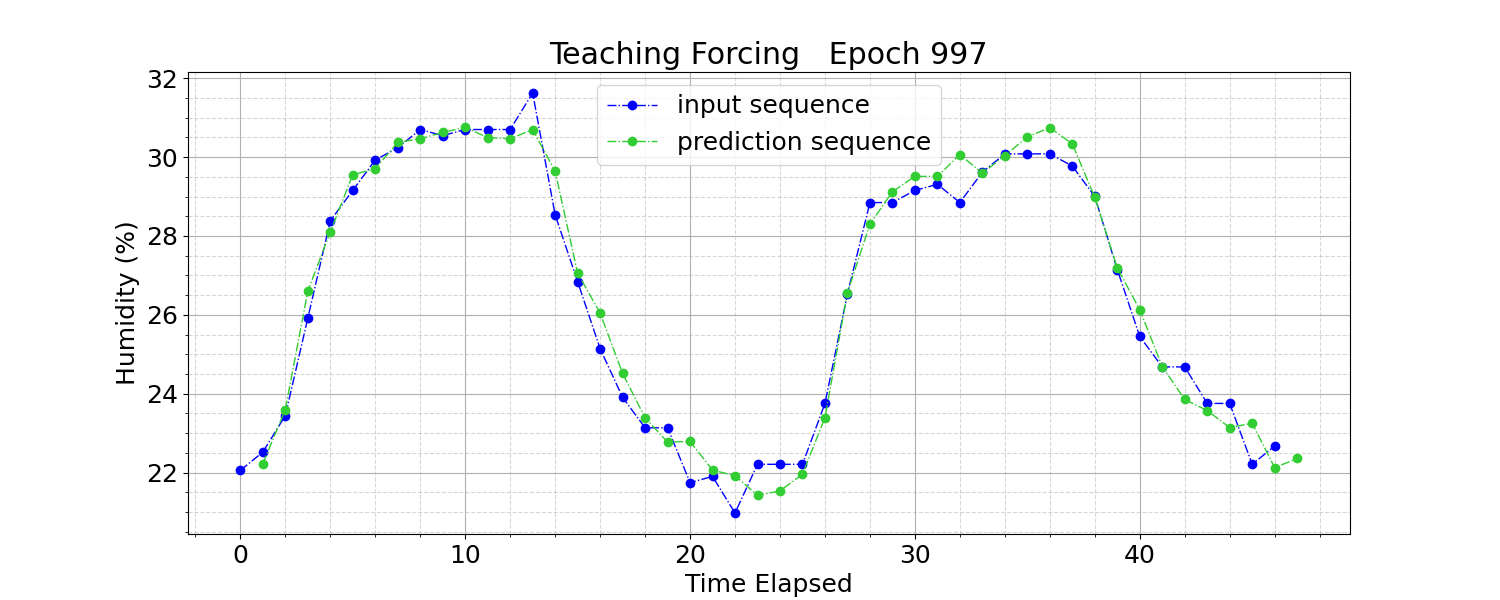 Teaching Forcing   Epoch 997
input sequence
prediction sequence
Humidity (%)
32
30
28
26
24
22
0 10 20 30 40
Time Elapsed